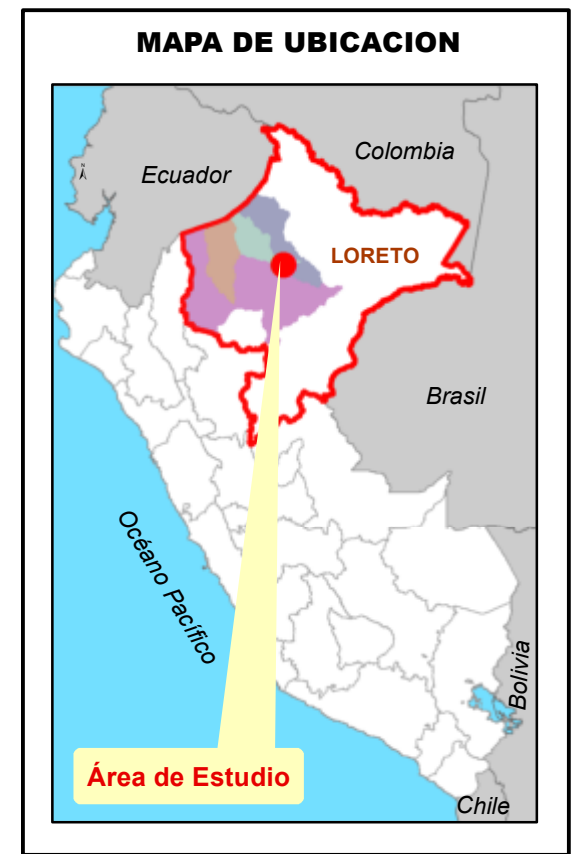 MAPA DE UBICACION
Colombia
Ecuador
N
LORETO
Brasil
Océano Pacífico
Bolivia
Área de Estudio
Chile